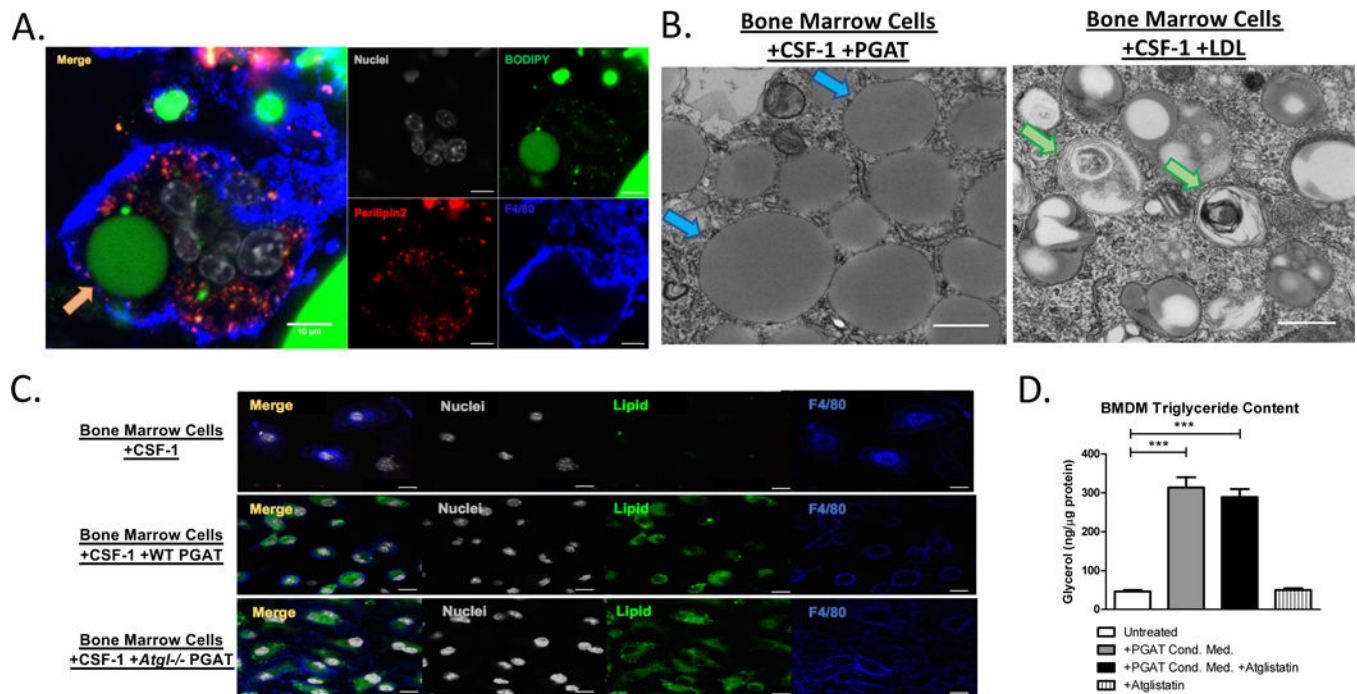 A.
Merge
Nuclei
BODIPY
Perilipin2
F4/80
10 μm
B.
Bone Marrow Cells
+CSF-1 +PGAT
Bone Marrow Cells
+CSF-1 +LDL
C.
Merge
Nuclei
Lipid
F4/80
Bone Marrow Cells
+CSF-1
Merge
Nuclei
Lipid
F4/80
Bone Marrow Cells
+CSF-1 +WT PGAT
Merge
Nuclei
Lipid
F4/80
Bone Marrow Cells
+CSF-1 +Atgl-/- PGAT
D.
BMDM Triglyceride Content
***
***
Glycerol (ng/μg protein)
400
300
200
100
0
Untreated
+PGAT Cond. Med.
+PGAT Cond. Med. +Atglistatin
+Atglistatin